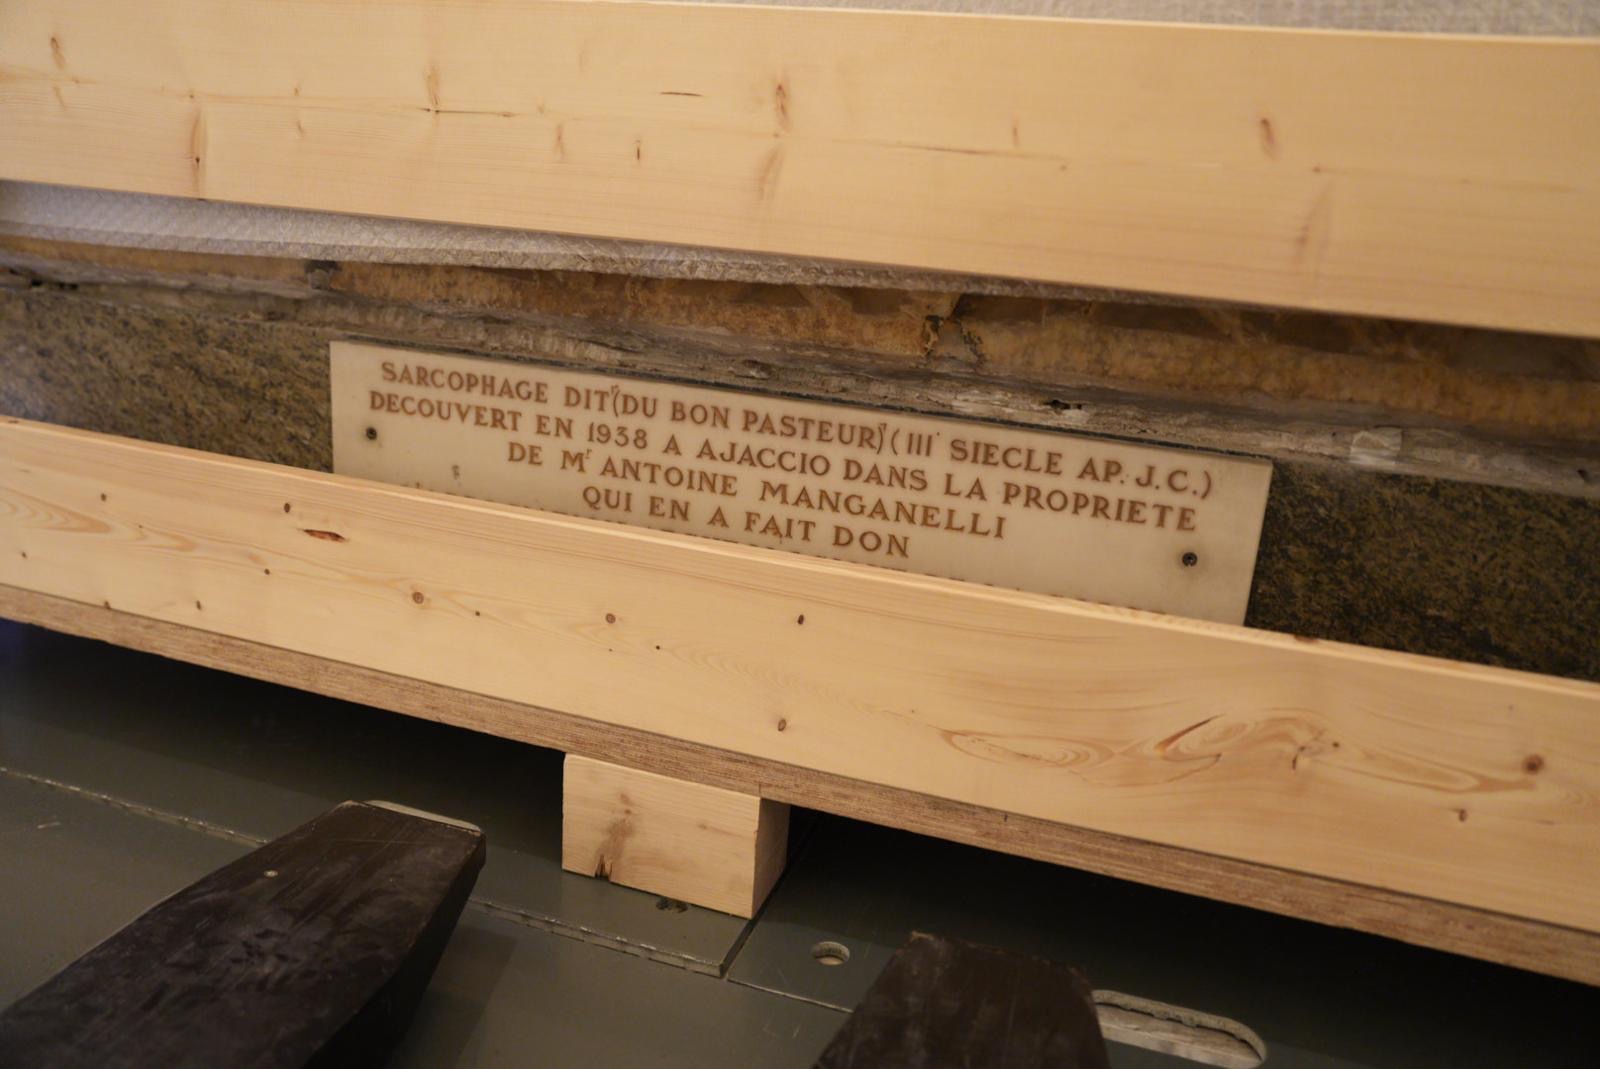 SARCOPHAGE DIT "(DU BON PASTEUR)" (III SIECLE AP. J.C.)
DECOUVERT EN 1938 A AJACCIO DANS LA PROPRIETE
DE Mr ANTOINE MANGANELLI
QUI EN A FAIT DON